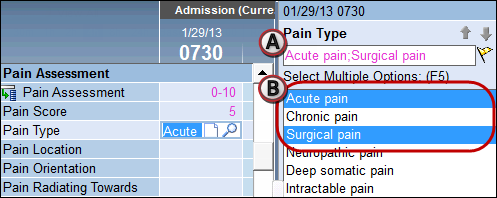 Admission (Curre
1/29/13
0730
Pain Assessment
Pain Assessment 0-10
Pain Score 5
Pain Type Acute
Pain Location
Pain Orientation
Pain Radiating Towards
01/29/13 0730
A
Pain Type
Acute pain;Surgical pain
B
Select Multiple Options: (F5)
Acute pain
Chronic pain
Surgical pain
Neuropathic pain
Deep somatic pain
Intractable pain